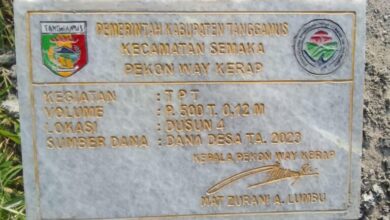 TANGGAMUS
PEMERINTAH KABUPATEN TANGGAMUS
KECAMATAN SEMAKA
PEKON WAY KERAP
KEGIATAN : TPT
VOLUME : P. 500 T. 0,12 M
LOKASI : DUSUN 4
SUMBER DANA : DANA DESA TA. 2023
KEPALA PEKON WAY KERAP
MAT ZURANI A. LUMBU